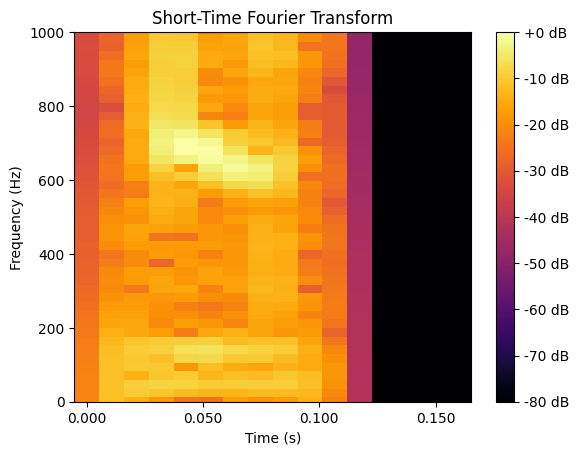 Short-Time Fourier Transform
1000
800
600
400
200
0
Frequency (Hz)
0.000
0.050
0.100
0.150
Time (s)
+0 dB
-10 dB
-20 dB
-30 dB
-40 dB
-50 dB
-60 dB
-70 dB
-80 dB